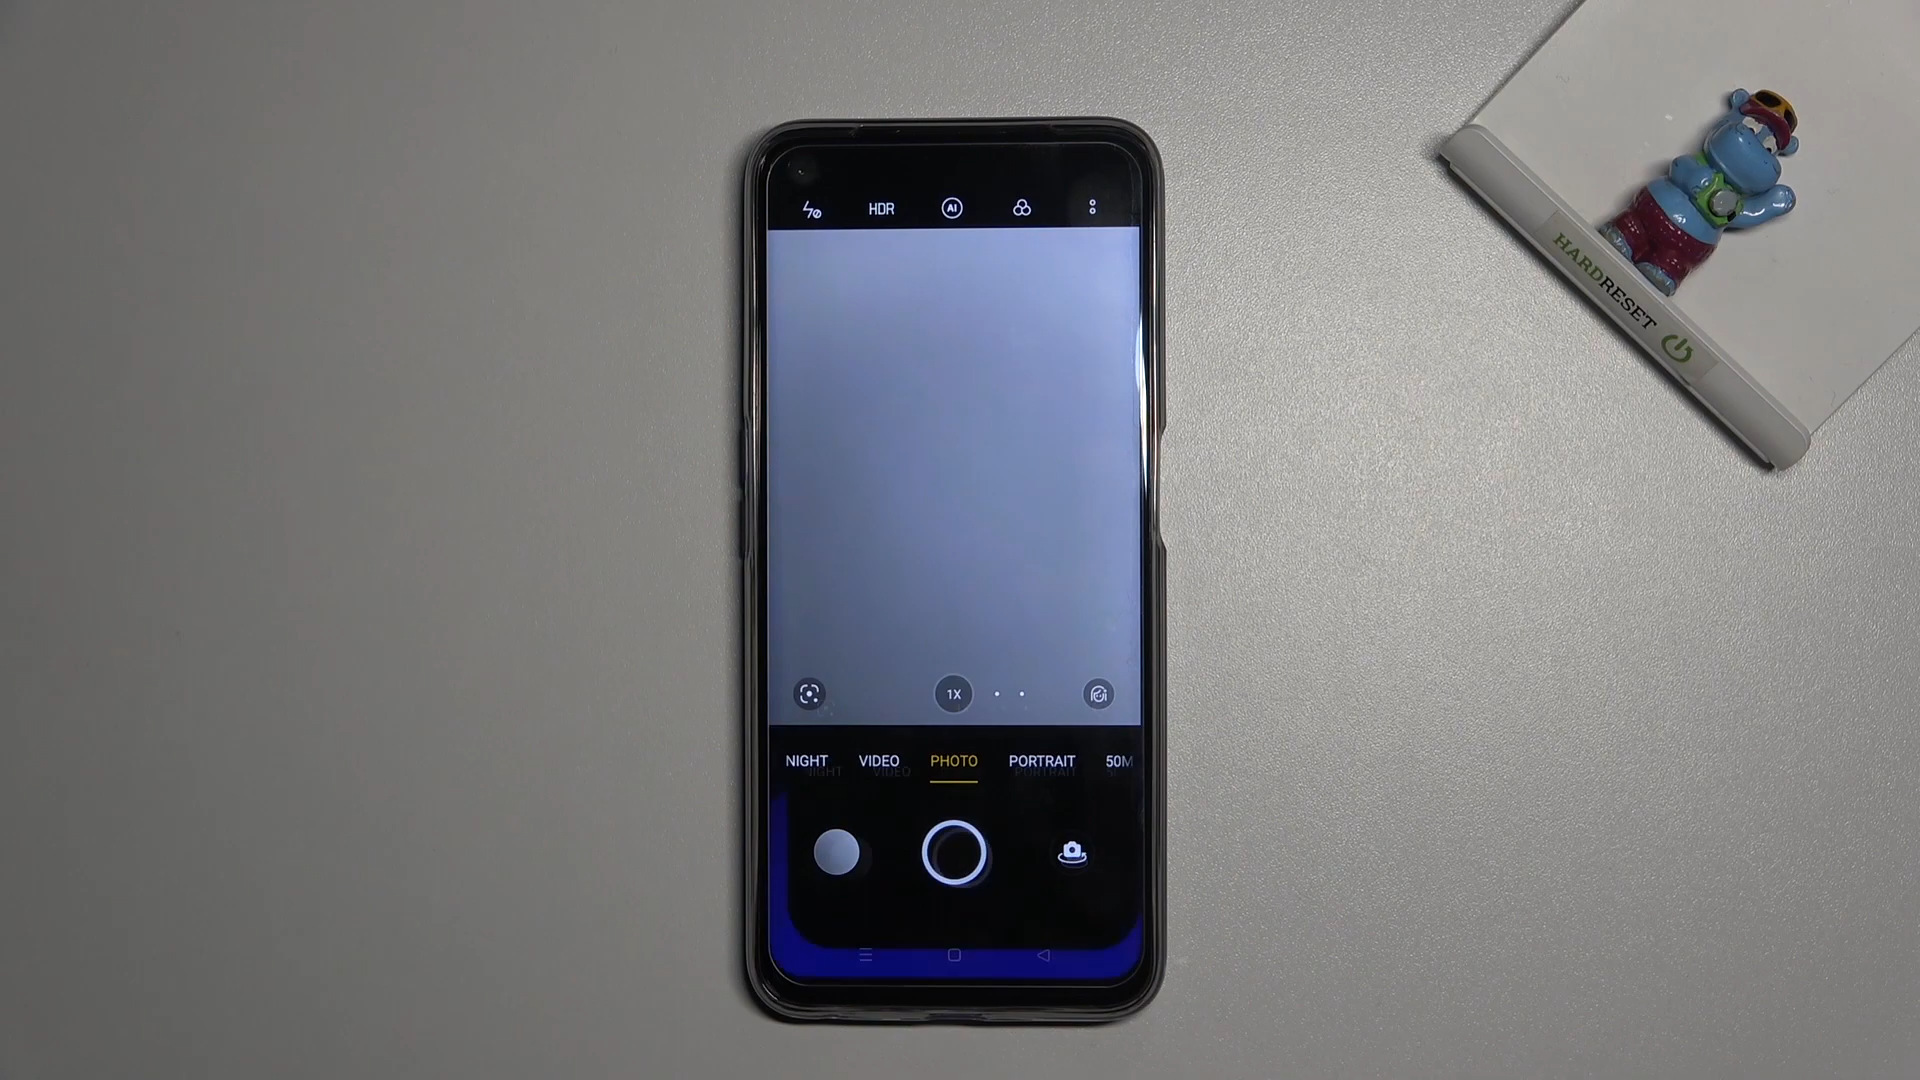 HDR
AI
1X
NIGHT VIDEO PHOTO PORTRAIT 50M
HARDRESET